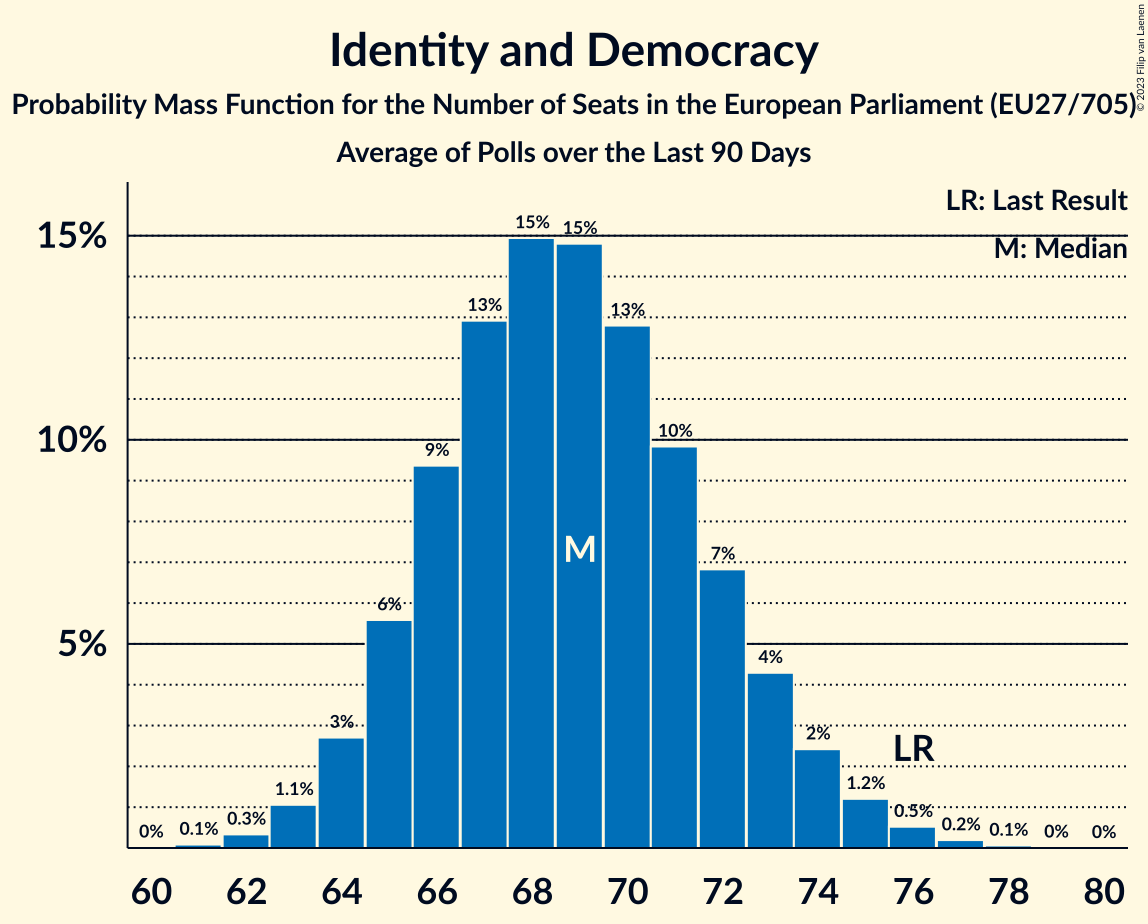 Identity and Democracy
Probability Mass Function for the Number of Seats in the European Parliament (EU27/705)
Average of Polls over the Last 90 Days
© 2023 Filip van Laenen
LR: Last Result
M: Median
15%
10%
5%
0%
0.1%
0.3%
1.1%
3%
6%
9%
13%
15%
15%
13%
10%
7%
4%
2%
1.2%
0.5%
0.2%
0.1%
0%
0%
M
LR
60 62 64 66 68 70 72 74 76 78 80